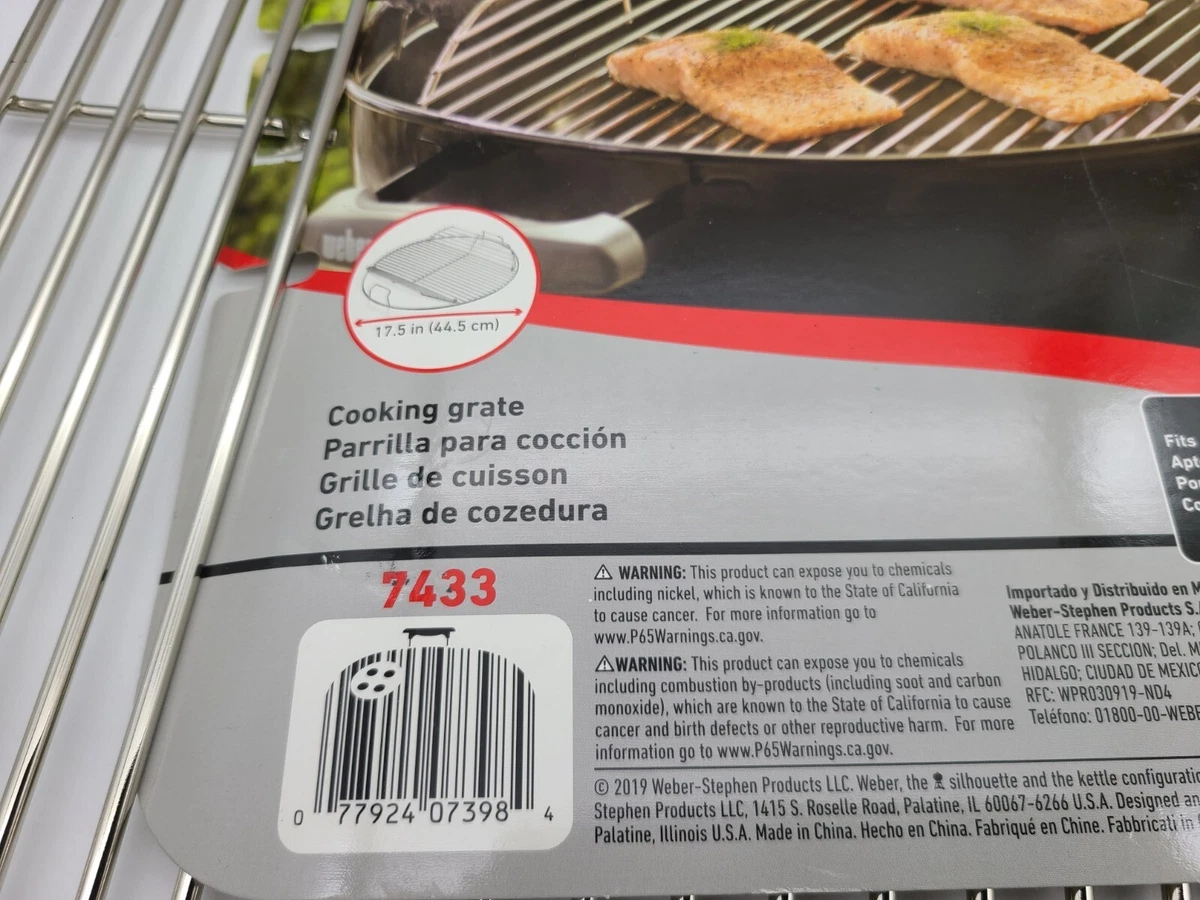 weber
17.5 in (44.5 cm)
Cooking grate
Parrilla para cocción
Grille de cuisson
Grelha de cozedura
Fits
7433
0 77924 07398 4
⚠ WARNING: This product can expose you to chemicals
including nickel, which is known to the State of California
to cause cancer. For more information go to
www.P65Warnings.ca.gov.
⚠WARNING: This product can expose you to chemicals
including combustion by-products (including soot and carbon
monoxide), which are known to the State of California to cause
cancer and birth defects or other reproductive harm. For more
information go to www.P65Warnings.ca.gov.
Importado y Distribuido en
Weber-Stephen Products S.
ANATOLE FRANCE 139-139A;
POLANCO III SECCION; Del.
HIDALGO; CIUDAD DE
RFC: WPR030919-ND4
Teléfono: 01800-00-WEBE
© 2019 Weber-Stephen Products LLC. Weber, the silhouette and the kettle
Stephen Products LLC, 1415 S. Roselle Road, Palatine, IL 60067-6266 U.S.A. Designed
Palatine, Illinois U.S.A. Made in China. Hecho en China. Fabriqué en Chine. Fabbricati in